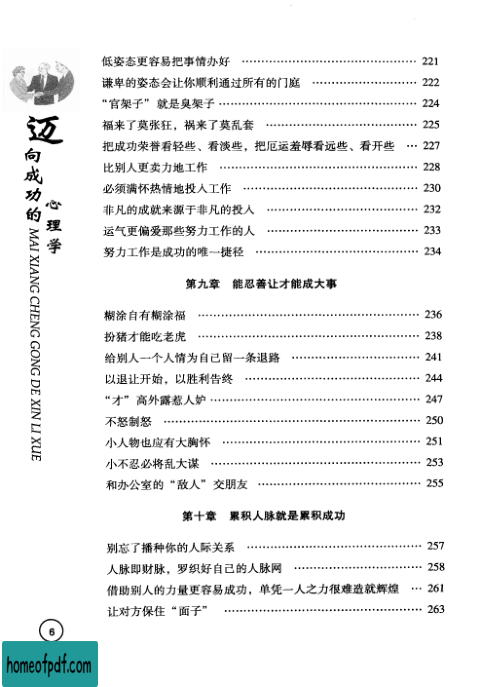 低姿态更容易把事情办好 ………………………………………… 221
谦卑的姿态会让你顺利通过所有的门庭 ……………………… 222
“官架子”就是臭架子 …………………………………………… 224
福来了莫张狂，祸来了莫乱套 ………………………………… 225
把成功荣誉看轻些、看淡些，把厄运羞辱看远些、看开些 … 227
比别人更卖力地工作 …………………………………………… 228
必须满怀热情地投入工作 ……………………………………… 230
非凡的成就来源于非凡的投入 ………………………………… 232
运气更偏爱那些努力工作的人 ………………………………… 233
努力工作是成功的唯一捷径 …………………………………… 234
第九章 能忍善让才能成大事
糊涂自有糊涂福 ………………………………………………… 236
扮猪才能吃老虎 ………………………………………………… 238
给别人一个人情为自己留一条退路 …………………………… 241
以退让开始，以胜利告终 ……………………………………… 244
“才”高外露惹人妒 ……………………………………………… 247
不怒制怒 ………………………………………………………… 250
小人物也应有大胸怀 …………………………………………… 251
小不忍必将乱大谋 ……………………………………………… 253
和办公室的“敌人”交朋友 ……………………………………… 255
第十章 累积人脉就是累积成功
别忘了播种你的人际关系 ……………………………………… 257
人脉即财脉，罗织好自己的人脉网 …………………………… 258
借助别人的力量更容易成功，单凭一人之力很难造就辉煌 … 261
让对方保住“面子” ……………………………………………… 263
迈向成功的心理学
MAI XIANG CHENG GONG DE XIN LI XUE
6
homeofpdf.com